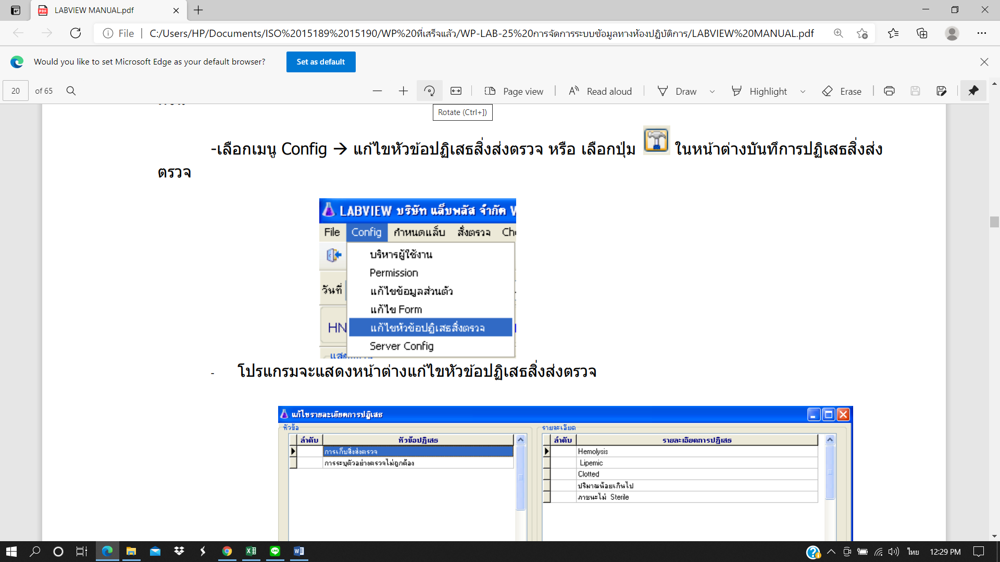 LABVIEW MANUAL.pdf
File
C:/Users/HP/Documents/ISO%2015189%2015190/WP%20ที่เสร็จแล้ว/WP-LAB-25%20การจัดการระบบข้อมูลทางห้องปฏิบัติการ/LABVIEW%20MANUAL.pdf
Would you like to set Microsoft Edge as your default browser?
Set as default
20 of 65
Page view
Read aloud
Draw
Highlight
Erase
Rotate (Ctrl+])
-เลือกเมนู Config → แก้ไขหัวข้อปฏิเสธสิ่งส่งตรวจ หรือ เลือกปุ่ม ในหน้าต่างบันทึการปฏิเสธสิ่งส่ง
ตรวจ
LABVIEW บริษัท แล็บพลัส จำกัด
File Config กำหนดแล็บ สั่งตรวจ
บริหารผู้ใช้งาน
Permission
วันที่
แก้ไขข้อมูลส่วนตัว
แก้ไข Form
HN
แก้ไขหัวข้อปฏิเสธสิ่งตรวจ
Server Config
- โปรแกรมจะแสดงหน้าต่างแก้ไขหัวข้อปฏิเสธสิ่งส่งตรวจ
แก้ไขรายละเอียดการปฏิเสธ
หัวข้อ
ลำดับ หัวข้อปฏิเสธ
การเก็บสิ่งส่งตรวจ
การระบุตัวอย่างตรวจไม่ถูกต้อง
รายละเอียด
ลำดับ รายละเอียดการปฏิเสธ
Hemolysis
Lipemic
Clotted
ปริมาณน้อยเกินไป
ภาชนะไม่ Sterile
ไทย
12:29 PM